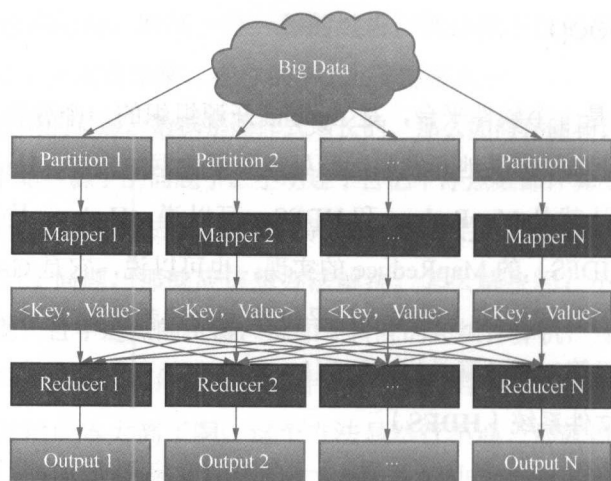 Big Data
Partition 1 Partition 2 ... Partition N
Mapper 1 Mapper 2 ... Mapper N
<Key，Value> <Key，Value> <Key，Value> <Key，Value>
Reducer 1 Reducer 2 ... Reducer N
Output 1 Output 2 ... Output N